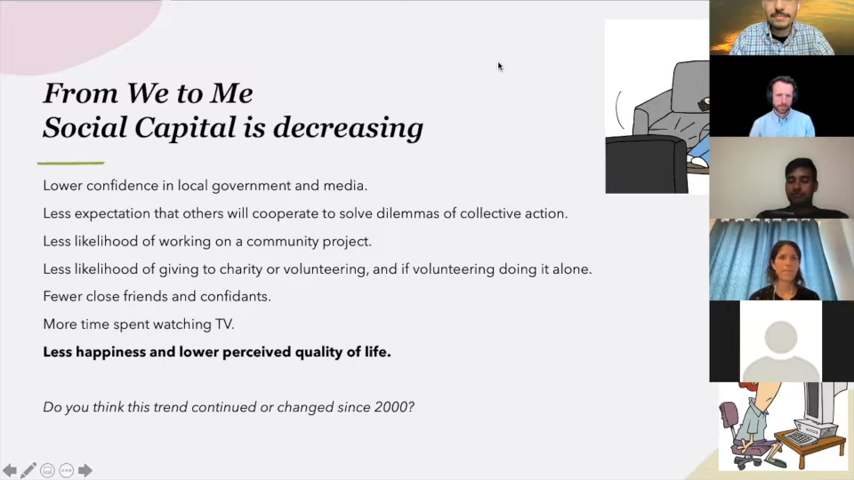 From We to Me
Social Capital is decreasing
Lower confidence in local government and media.
Less expectation that others will cooperate to solve dilemmas of collective action.
Less likelihood of working on a community project.
Less likelihood of giving to charity or volunteering, and if volunteering doing it alone.
Fewer close friends and confidants.
More time spent watching TV.
Less happiness and lower perceived quality of life.
Do you think this trend continued or changed since 2000?